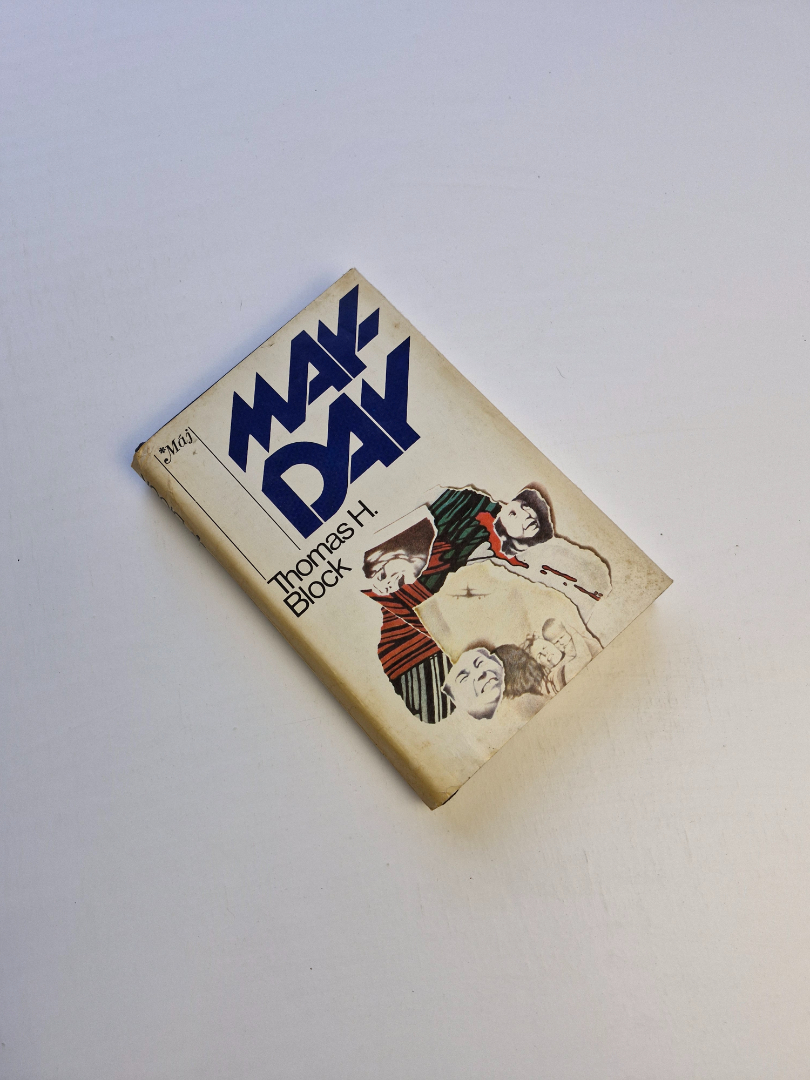 *Máj
MAY-
DAY
Thomas H.
Block